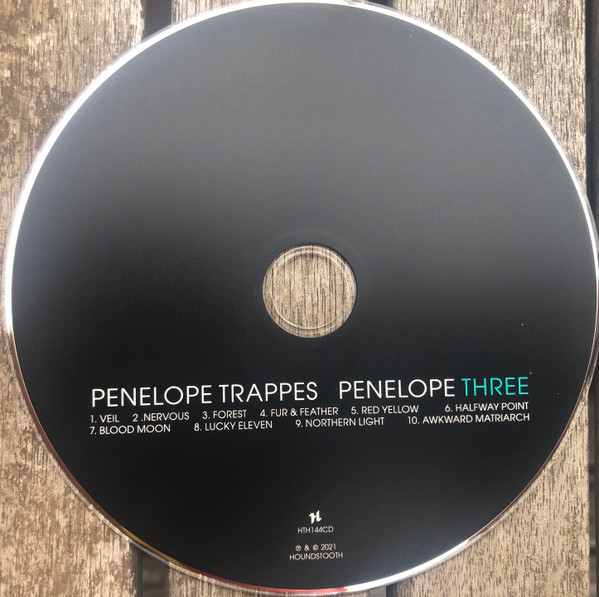 PENELOPE TRAPPES PENELOPE THREE
1. VEIL 2 .NERVOUS 3. FOREST 4. FUR & FEATHER 5. RED YELLOW 6. HALFWAY POINT
7. BLOOD MOON 8. LUCKY ELEVEN 9. NORTHERN LIGHT 10. AWKWARD MATRIARCH
H
HTH144CD
℗ & © 2021
HOUNDSTOOTH